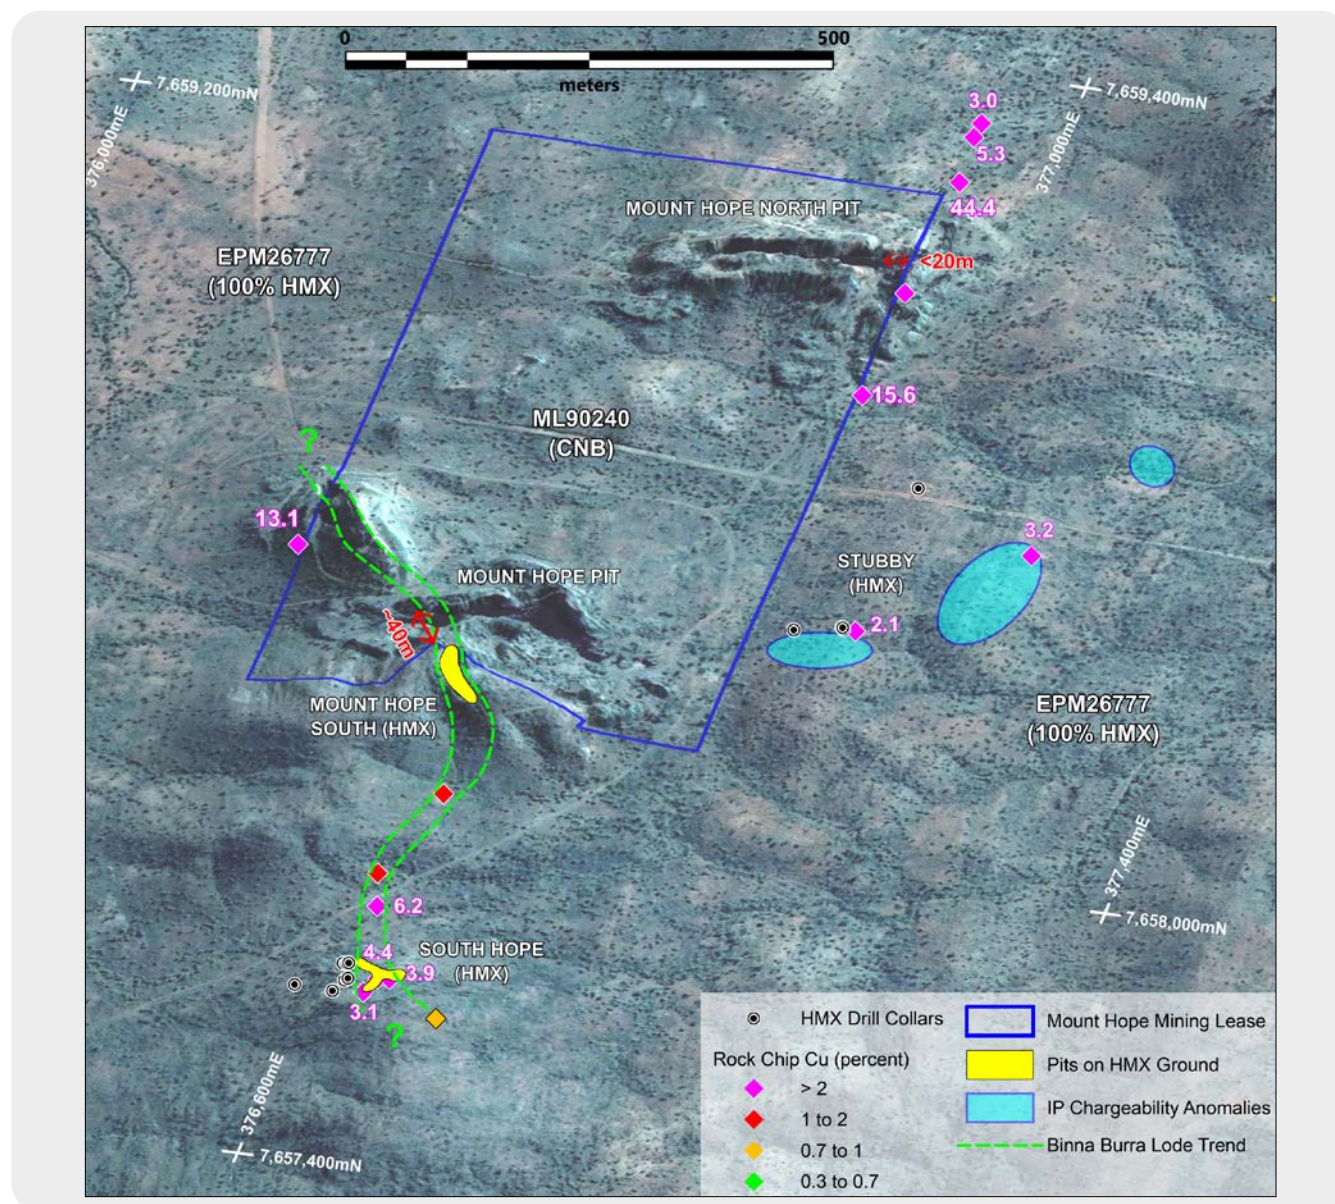 0 500
meters
7,659,200mN
376,000mE
7,659,400mN
377,000mE
3.0
5.3
44.4
MOUNT HOPE NORTH PIT
<20m
EPM26777
(100% HMX)
15.6
ML90240
(CNB)
?
13.1
3.2
STUBBY
(HMX)
MOUNT HOPE PIT
~40m
2.1
MOUNT HOPE
SOUTH (HMX)
EPM26777
(100% HMX)
377,400mE
7,658,000mN
6.2
4.4
SOUTH HOPE
(HMX)
3.9
3.1
?
376,600mE
7,657,400mN
HMX Drill Collars
Rock Chip Cu (percent)
> 2
1 to 2
0.7 to 1
0.3 to 0.7
Mount Hope Mining Lease
Pits on HMX Ground
IP Chargeability Anomalies
Binna Burra Lode Trend